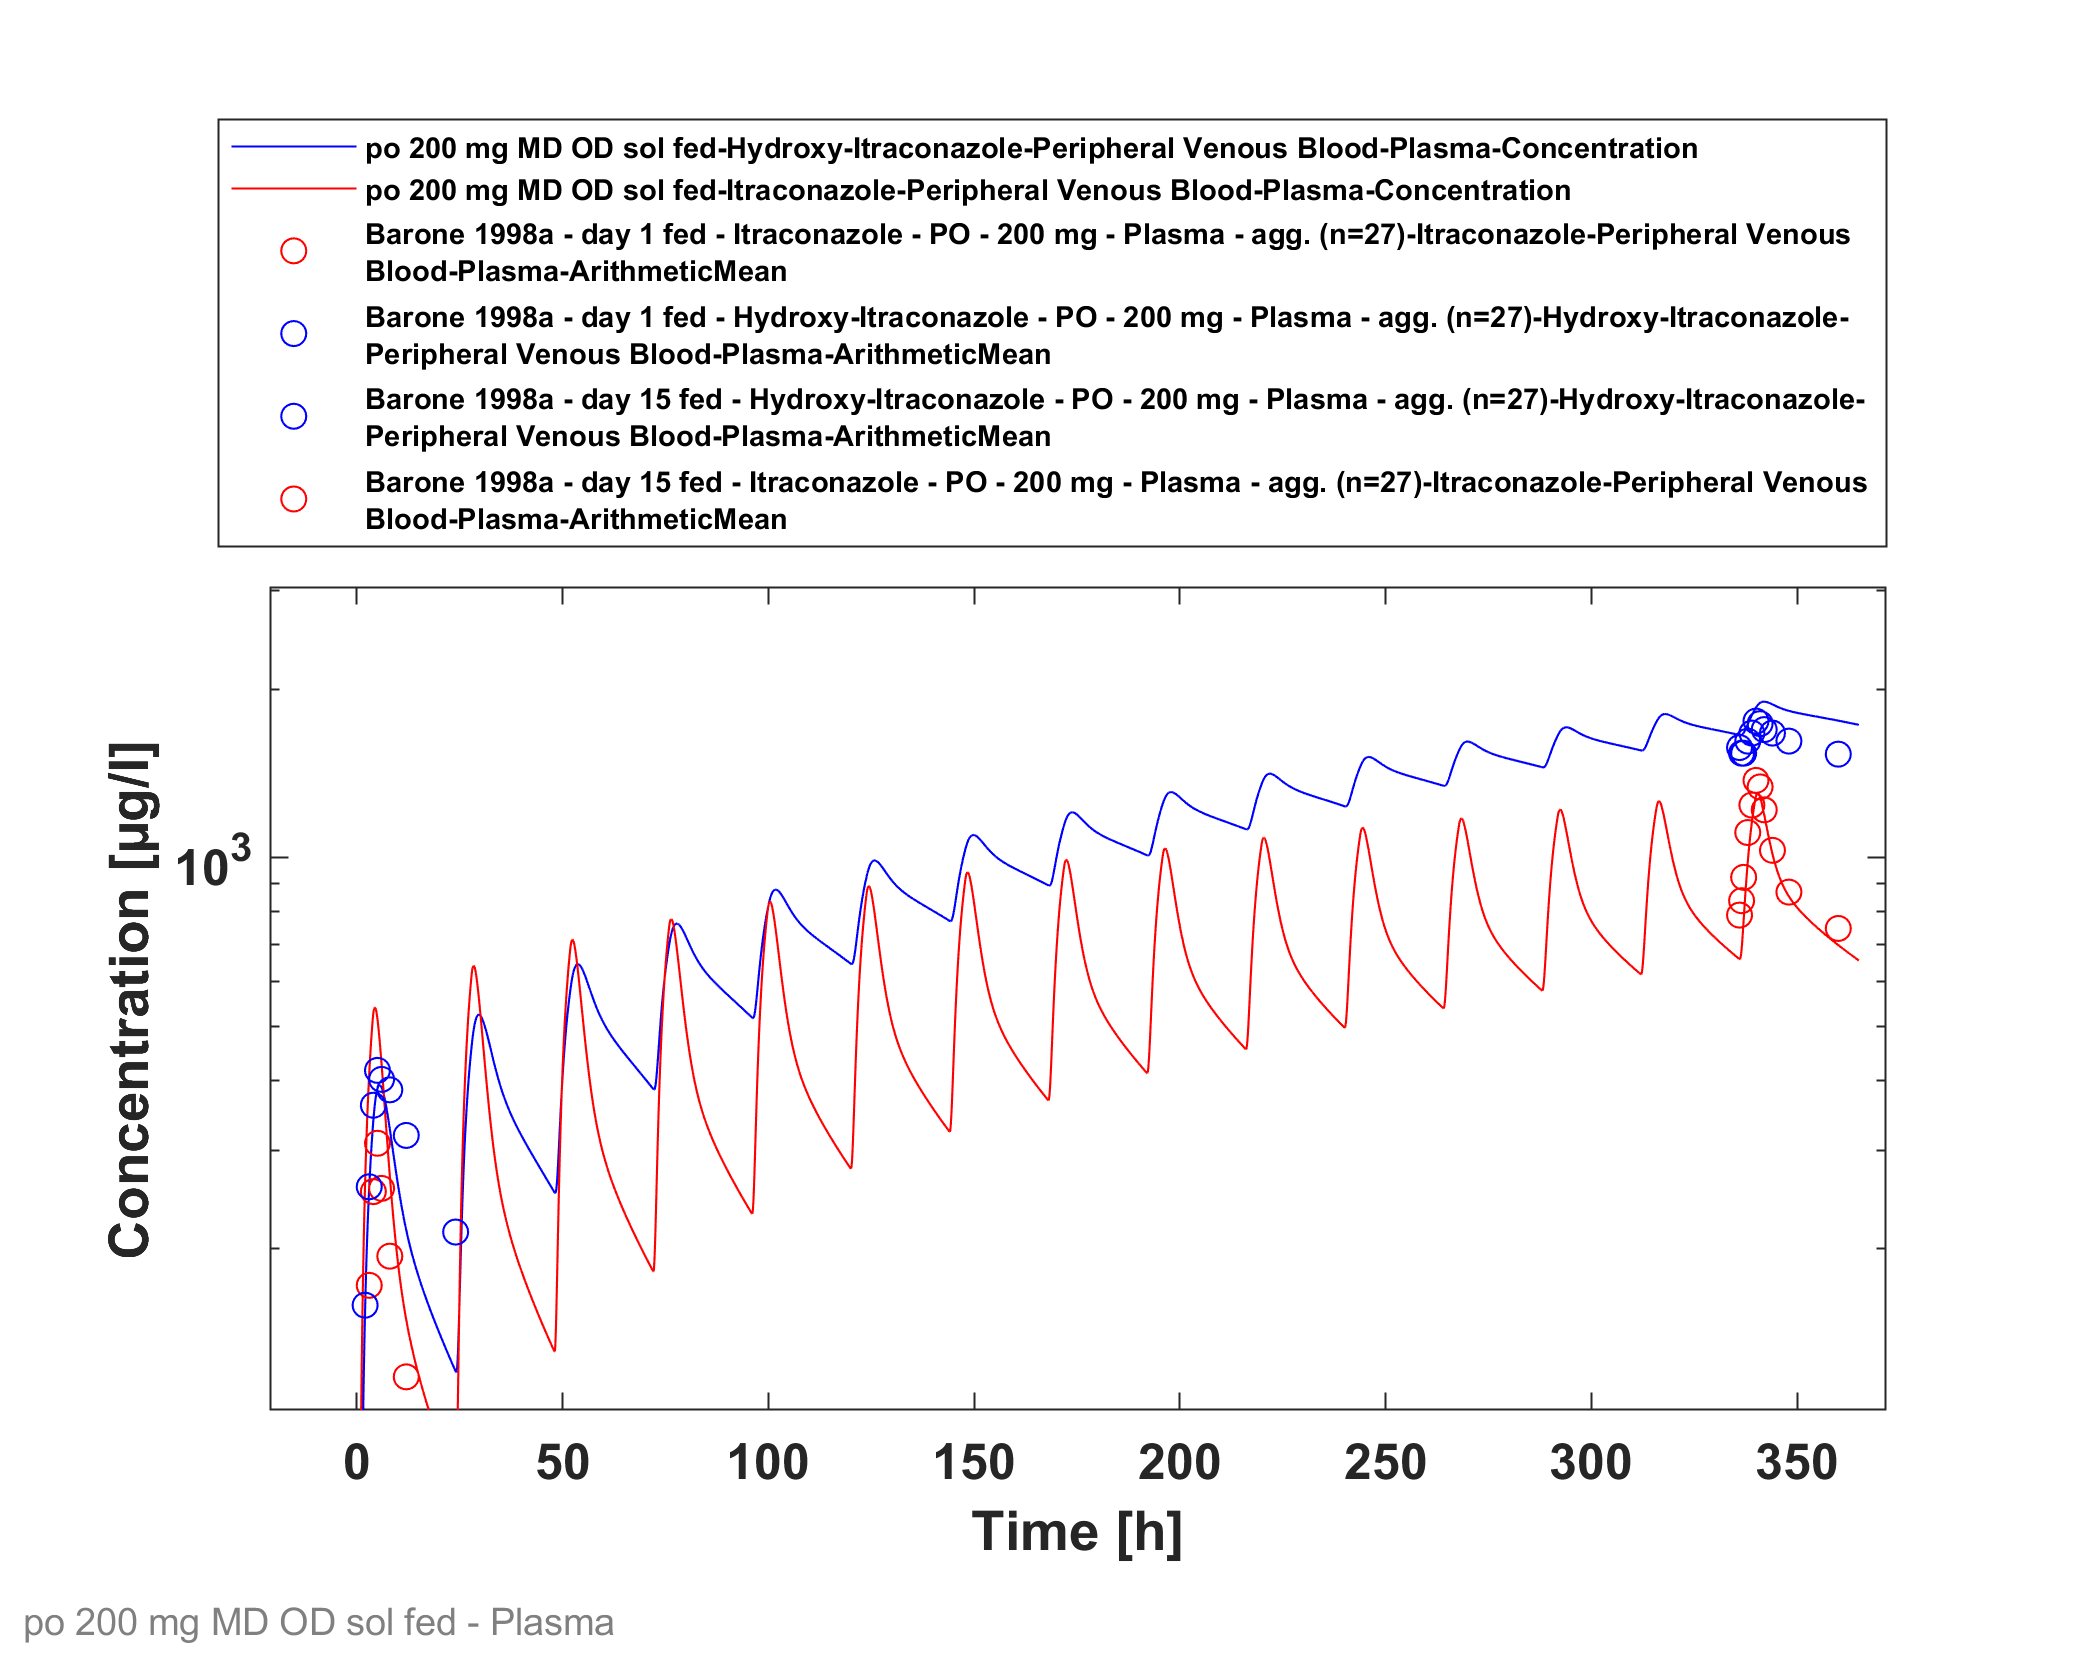 po 200 mg MD OD sol fed-Hydroxy-Itraconazole-Peripheral Venous Blood-Plasma-Concentration
po 200 mg MD OD sol fed-Itraconazole-Peripheral Venous Blood-Plasma-Concentration
Barone 1998a - day 1 fed - Itraconazole - PO - 200 mg - Plasma - agg. (n=27)-Itraconazole-Peripheral Venous
Blood-Plasma-ArithmeticMean
Barone 1998a - day 1 fed - Hydroxy-Itraconazole - PO - 200 mg - Plasma - agg. (n=27)-Hydroxy-Itraconazole-
Peripheral Venous Blood-Plasma-ArithmeticMean
Barone 1998a - day 15 fed - Hydroxy-Itraconazole - PO - 200 mg - Plasma - agg. (n=27)-Hydroxy-Itraconazole-
Peripheral Venous Blood-Plasma-ArithmeticMean
Barone 1998a - day 15 fed - Itraconazole - PO - 200 mg - Plasma - agg. (n=27)-Itraconazole-Peripheral Venous
Blood-Plasma-ArithmeticMean
Concentration [µg/l]
10³
0 50 100 150 200 250 300 350
Time [h]
po 200 mg MD OD sol fed - Plasma